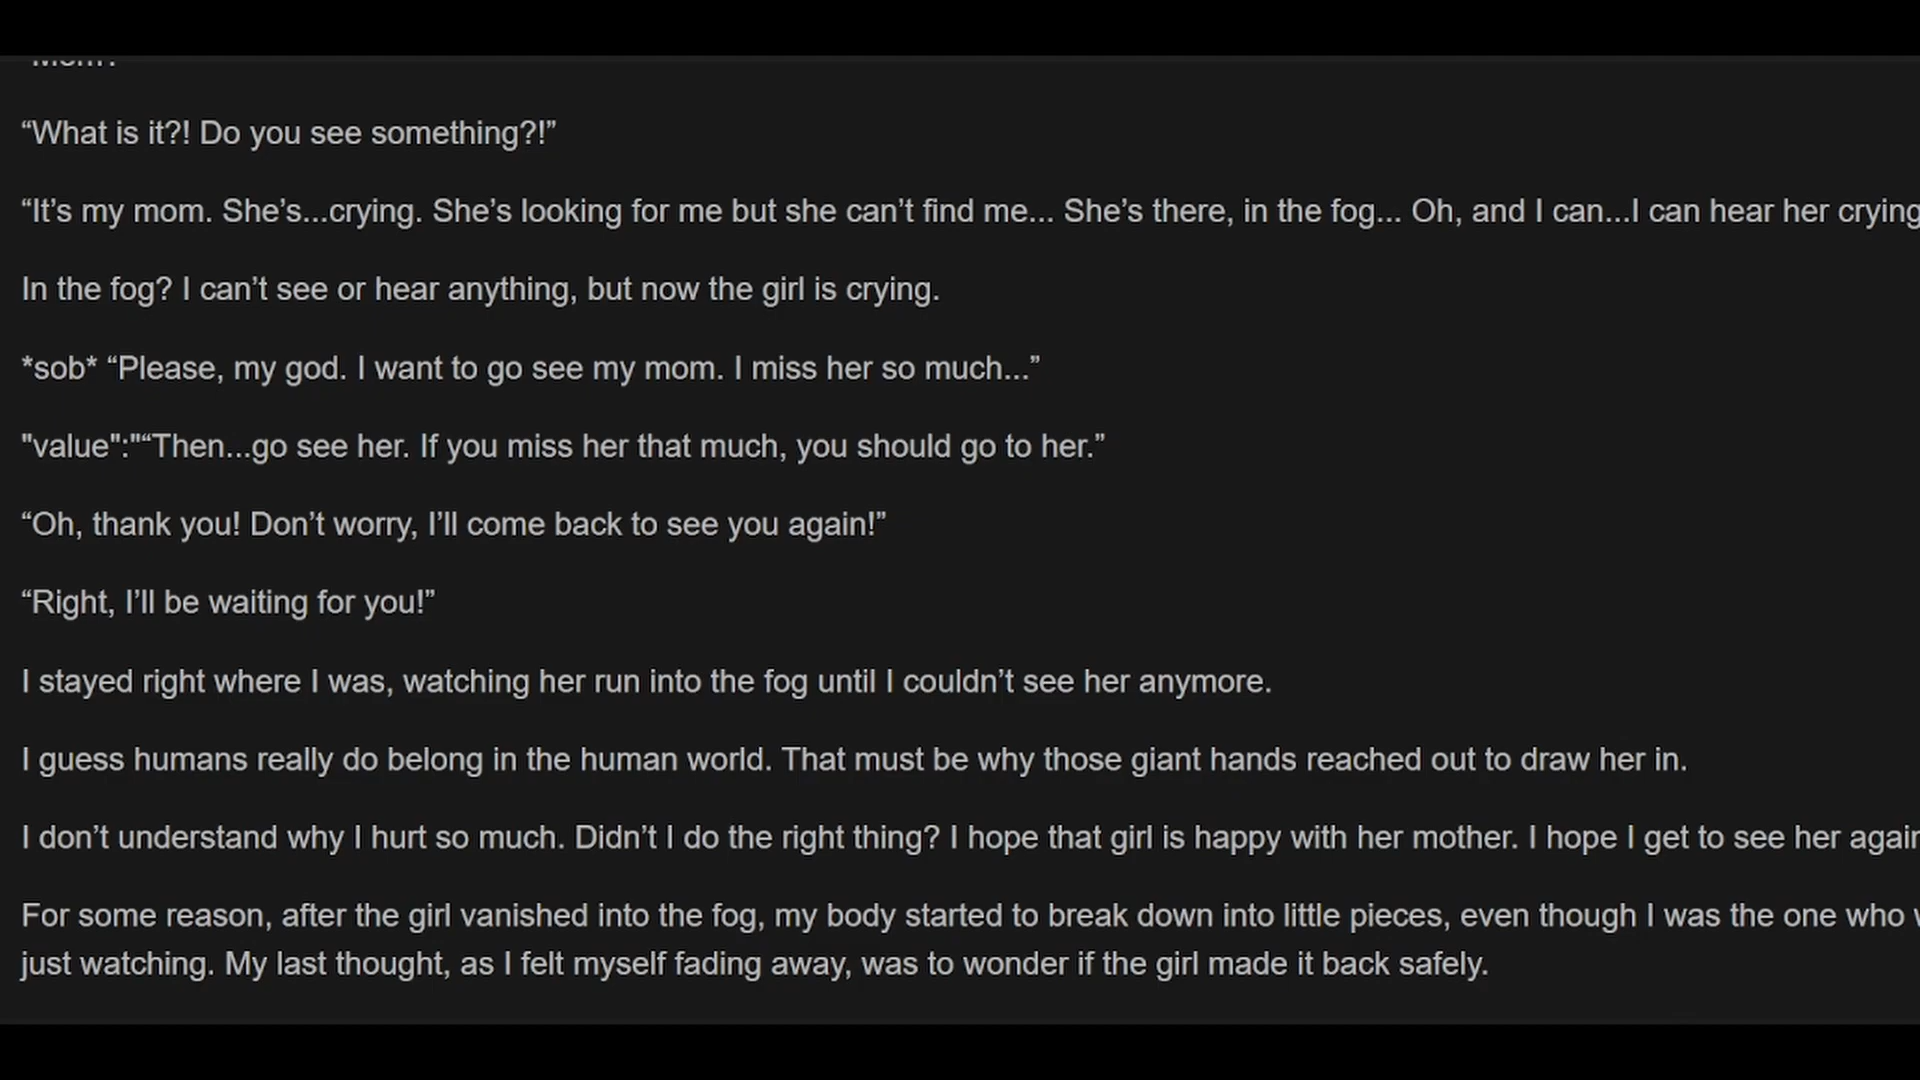 “What is it?! Do you see something?!”
“It’s my mom. She’s...crying. She’s looking for me but she can’t find me... She’s there, in the fog... Oh, and I can...I can hear her crying
In the fog? I can’t see or hear anything, but now the girl is crying.
*sob* “Please, my god. I want to go see my mom. I miss her so much...”
"value":"“Then...go see her. If you miss her that much, you should go to her.”
“Oh, thank you! Don’t worry, I’ll come back to see you again!”
“Right, I’ll be waiting for you!”
I stayed right where I was, watching her run into the fog until I couldn’t see her anymore.
I guess humans really do belong in the human world. That must be why those giant hands reached out to draw her in.
I don’t understand why I hurt so much. Didn’t I do the right thing? I hope that girl is happy with her mother. I hope I get to see her again
For some reason, after the girl vanished into the fog, my body started to break down into little pieces, even though I was the one who
just watching. My last thought, as I felt myself fading away, was to wonder if the girl made it back safely.